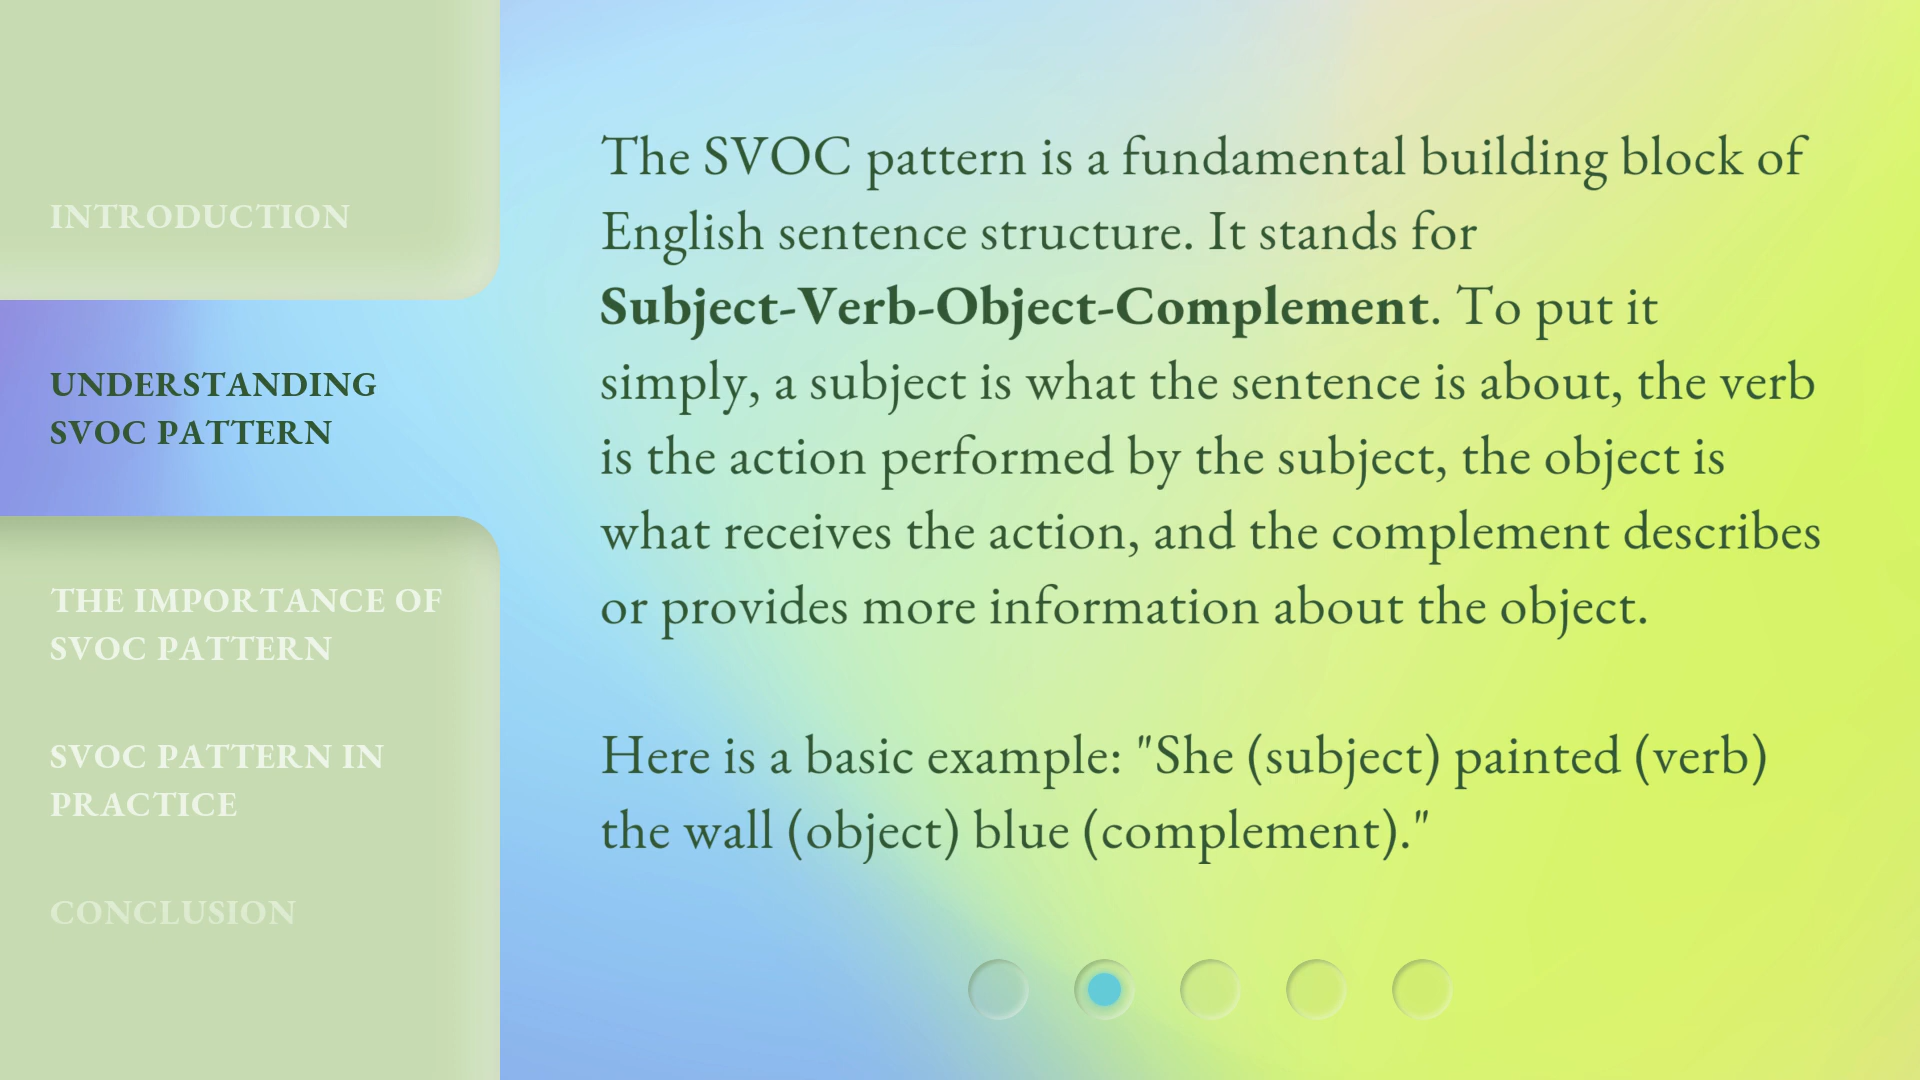 INTRODUCTION
UNDERSTANDING
SVOC PATTERN
THE IMPORTANCE OF
SVOC PATTERN
SVOC PATTERN IN
PRACTICE
CONCLUSION
The SVOC pattern is a fundamental building block of
English sentence structure. It stands for
Subject-Verb-Object-Complement. To put it
simply, a subject is what the sentence is about, the verb
is the action performed by the subject, the object is
what receives the action, and the complement describes
or provides more information about the object.
Here is a basic example: "She (subject) painted (verb)
the wall (object) blue (complement)."